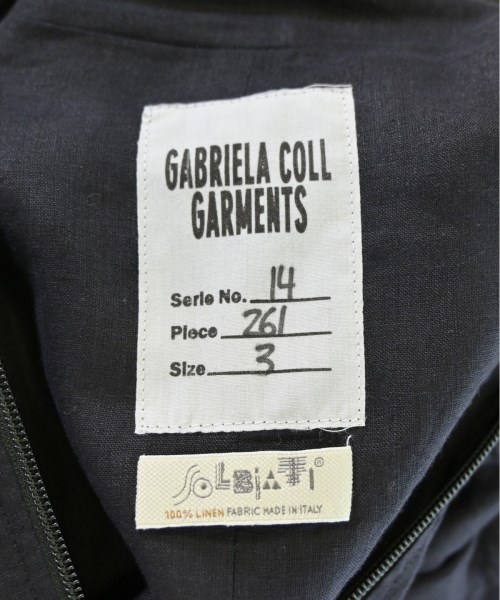 GABRIELA COLL
GARMENTS
Serie No. 14
Piece 261
Size 3
SOLBIATI®
100% LINEN FABRIC MADE IN ITALY